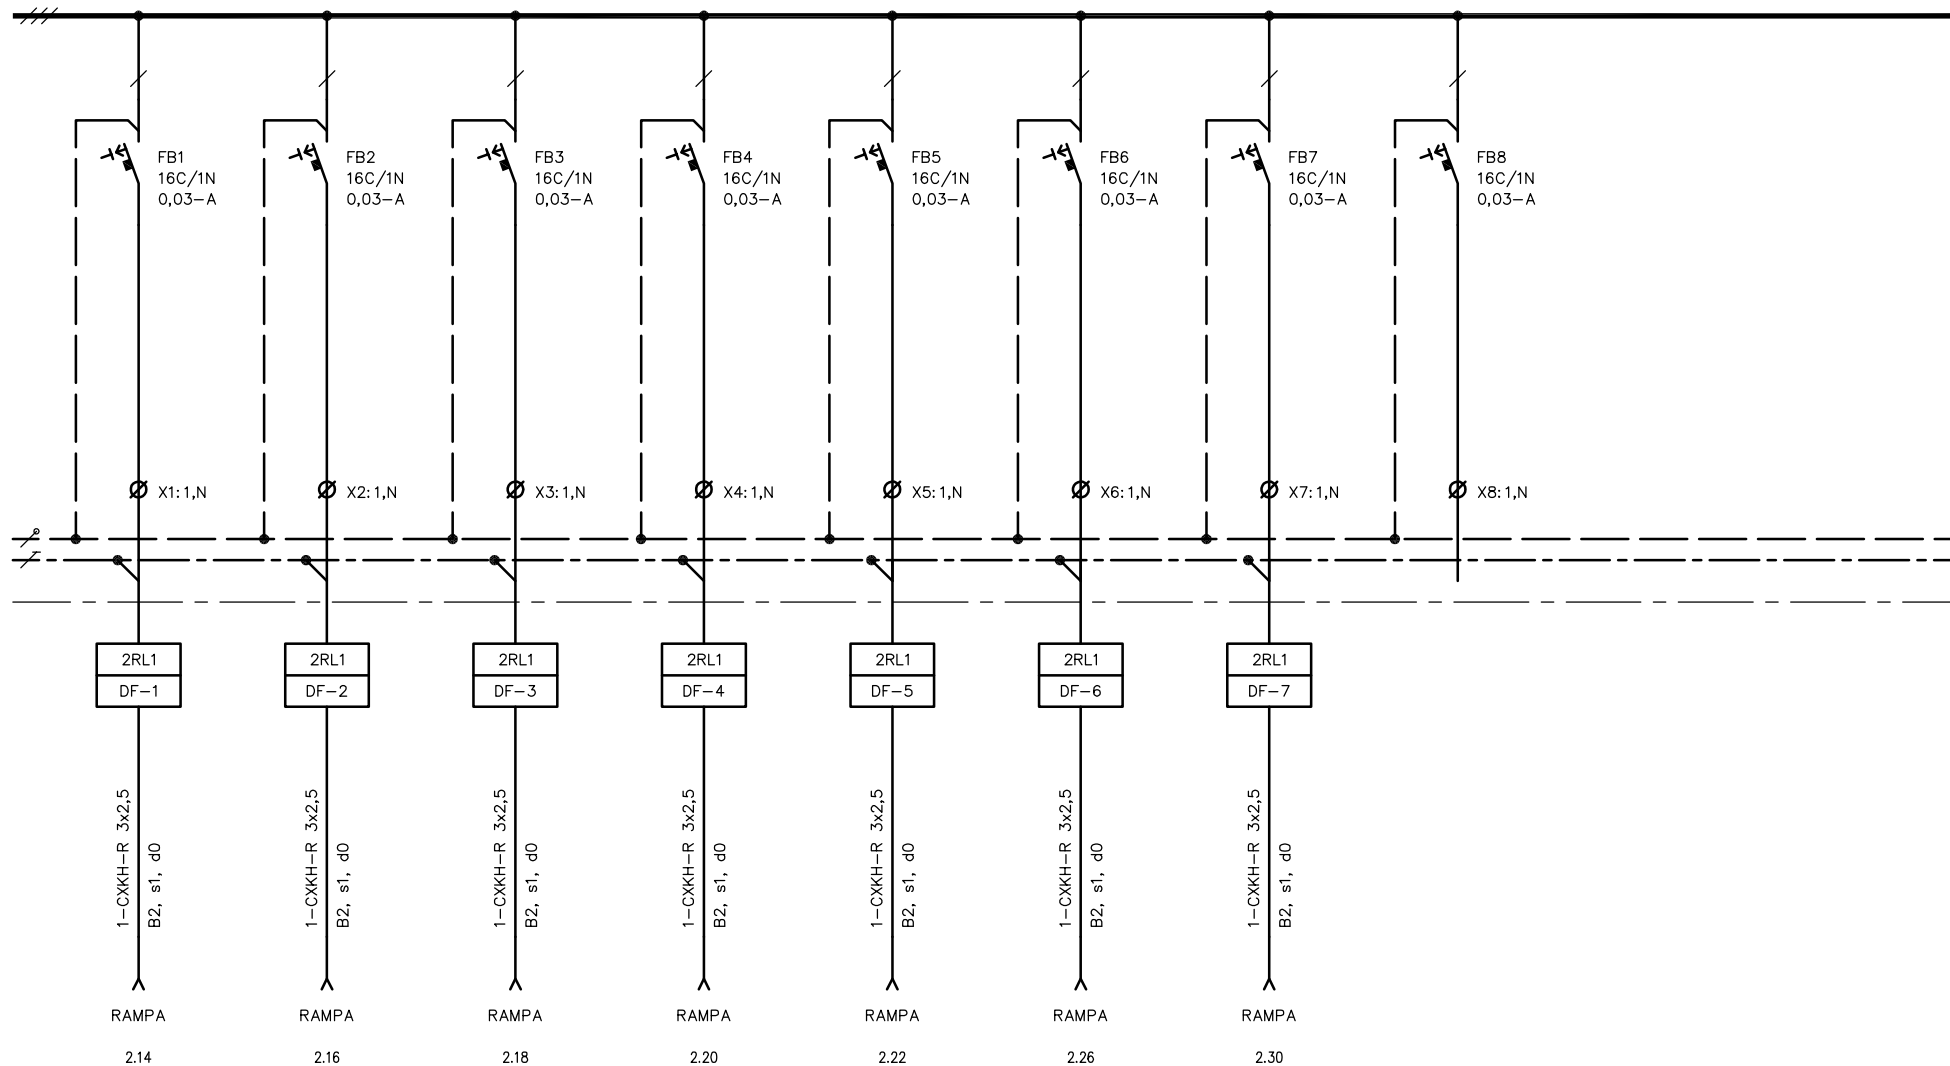 FB1
16C/1N
0,03-A
FB2
16C/1N
0,03-A
FB3
16C/1N
0,03-A
FB4
16C/1N
0,03-A
FB5
16C/1N
0,03-A
FB6
16C/1N
0,03-A
FB7
16C/1N
0,03-A
FB8
16C/1N
0,03-A
X1:1,N
X2:1,N
X3:1,N
X4:1,N
X5:1,N
X6:1,N
X7:1,N
X8:1,N
2RL1
DF-1
2RL1
DF-2
2RL1
DF-3
2RL1
DF-4
2RL1
DF-5
2RL1
DF-6
2RL1
DF-7
1-CXKH-R 3x2,5
B2, s1, d0
1-CXKH-R 3x2,5
B2, s1, d0
1-CXKH-R 3x2,5
B2, s1, d0
1-CXKH-R 3x2,5
B2, s1, d0
1-CXKH-R 3x2,5
B2, s1, d0
1-CXKH-R 3x2,5
B2, s1, d0
1-CXKH-R 3x2,5
B2, s1, d0
RAMPA
2.14
RAMPA
2.16
RAMPA
2.18
RAMPA
2.20
RAMPA
2.22
RAMPA
2.26
RAMPA
2.30